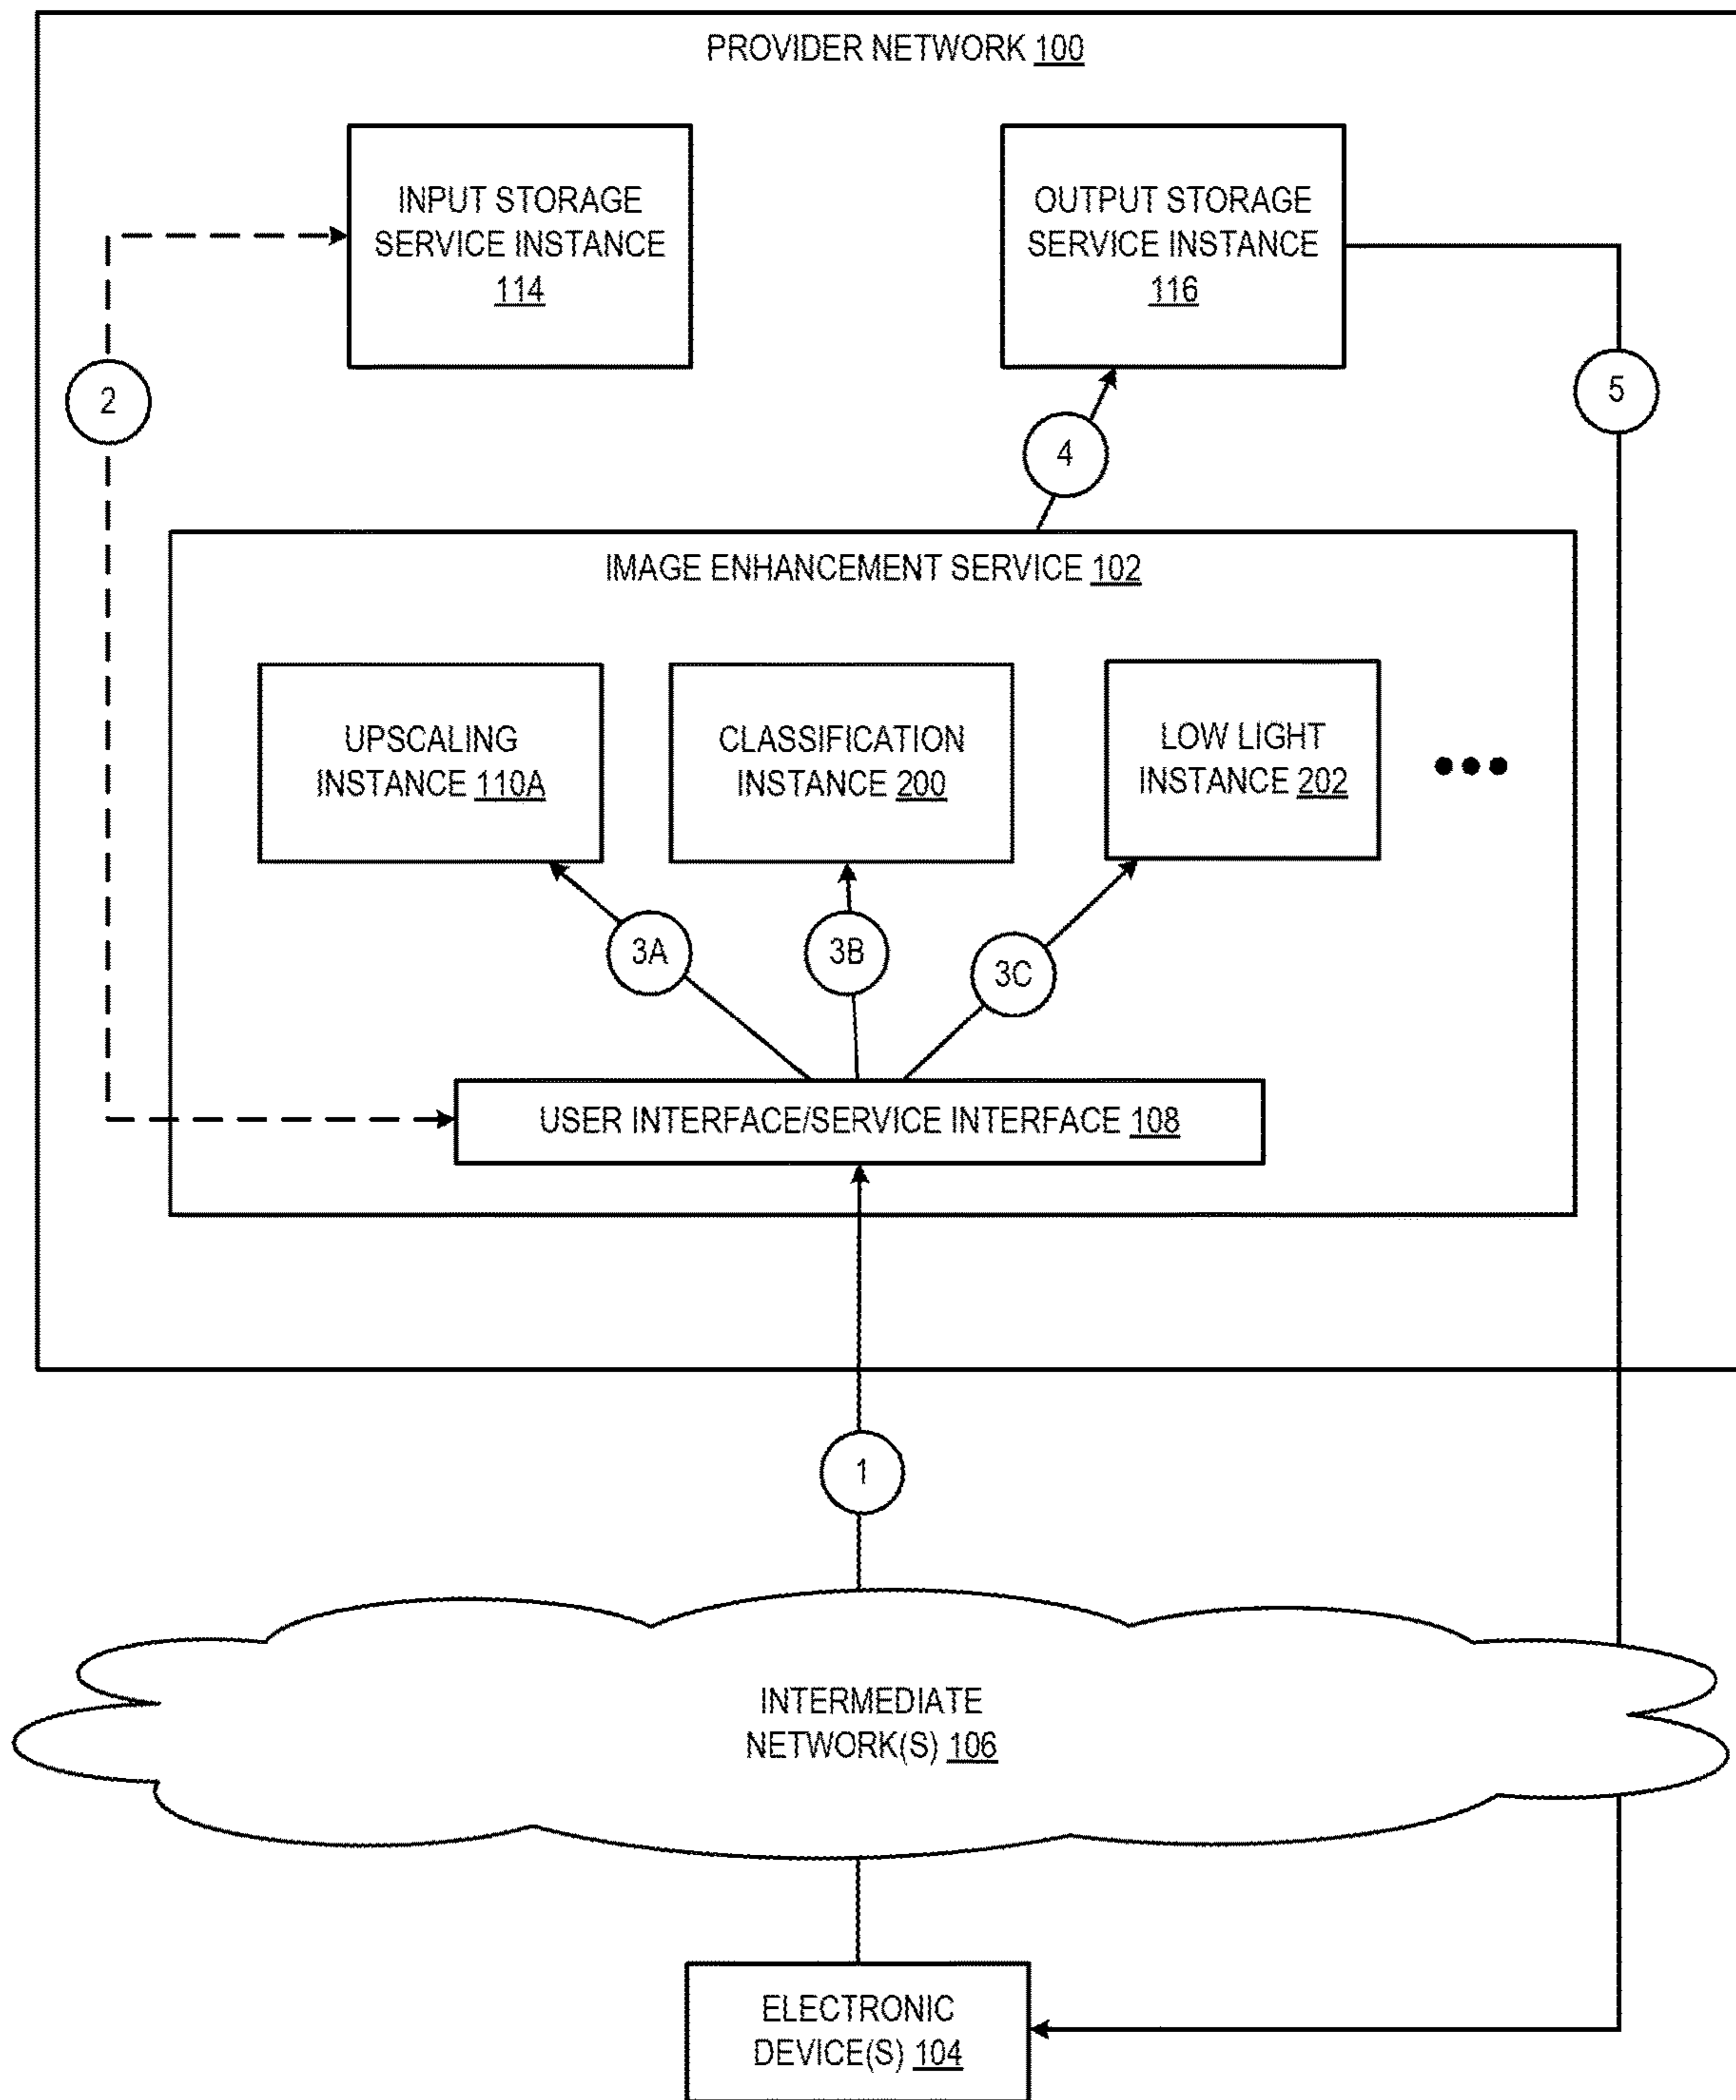 PROVIDER NETWORK 100
INPUT STORAGE
SERVICE INSTANCE
114
OUTPUT STORAGE
SERVICE INSTANCE
116
2
5
4
IMAGE ENHANCEMENT SERVICE 102
UPSCALING
INSTANCE 110A
CLASSIFICATION
INSTANCE 200
LOW LIGHT
INSTANCE 202
3A
3B
3C
USER INTERFACE/SERVICE INTERFACE 108
1
INTERMEDIATE
NETWORK(S) 106
ELECTRONIC
DEVICE(S) 104